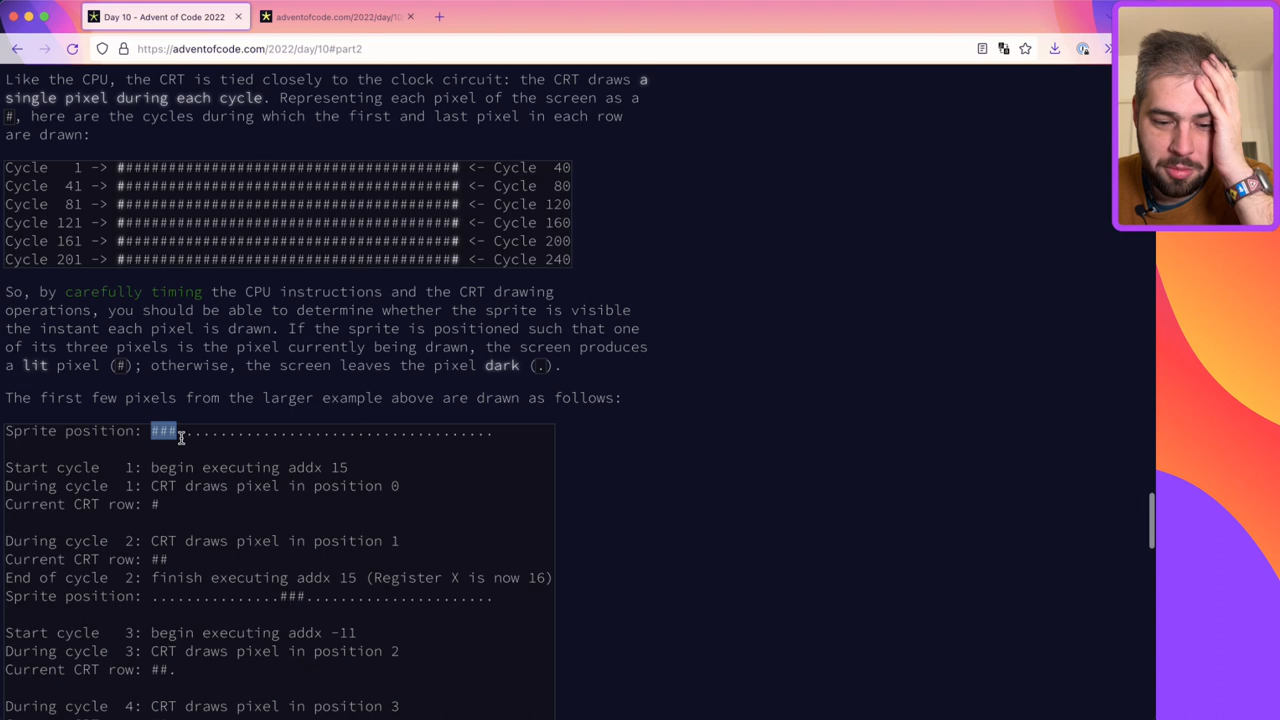 Day 10 - Advent of Code 2022
adventofcode.com/2022/day/10
https://adventofcode.com/2022/day/10#part2
Like the CPU, the CRT is tied closely to the clock circuit: the CRT draws a
single pixel during each cycle. Representing each pixel of the screen as a
#, here are the cycles during which the first and last pixel in each row
are drawn:
Cycle   1 -> ######################################## <- Cycle  40
Cycle  41 -> ######################################## <- Cycle  80
Cycle  81 -> ######################################## <- Cycle 120
Cycle 121 -> ######################################## <- Cycle 160
Cycle 161 -> ######################################## <- Cycle 200
Cycle 201 -> ######################################## <- Cycle 240
So, by carefully timing the CPU instructions and the CRT drawing
operations, you should be able to determine whether the sprite is visible
the instant each pixel is drawn. If the sprite is positioned such that one
of its three pixels is the pixel currently being drawn, the screen produces
a lit pixel (#); otherwise, the screen leaves the pixel dark (.).
The first few pixels from the larger example above are drawn as follows:
Sprite position: ###.....................................
Start cycle   1: begin executing addx 15
During cycle  1: CRT draws pixel in position 0
Current CRT row: #
During cycle  2: CRT draws pixel in position 1
Current CRT row: ##
End of cycle  2: finish executing addx 15 (Register X is now 16)
Sprite position: ...............###......................
Start cycle   3: begin executing addx -11
During cycle  3: CRT draws pixel in position 2
Current CRT row: ##.
During cycle  4: CRT draws pixel in position 3